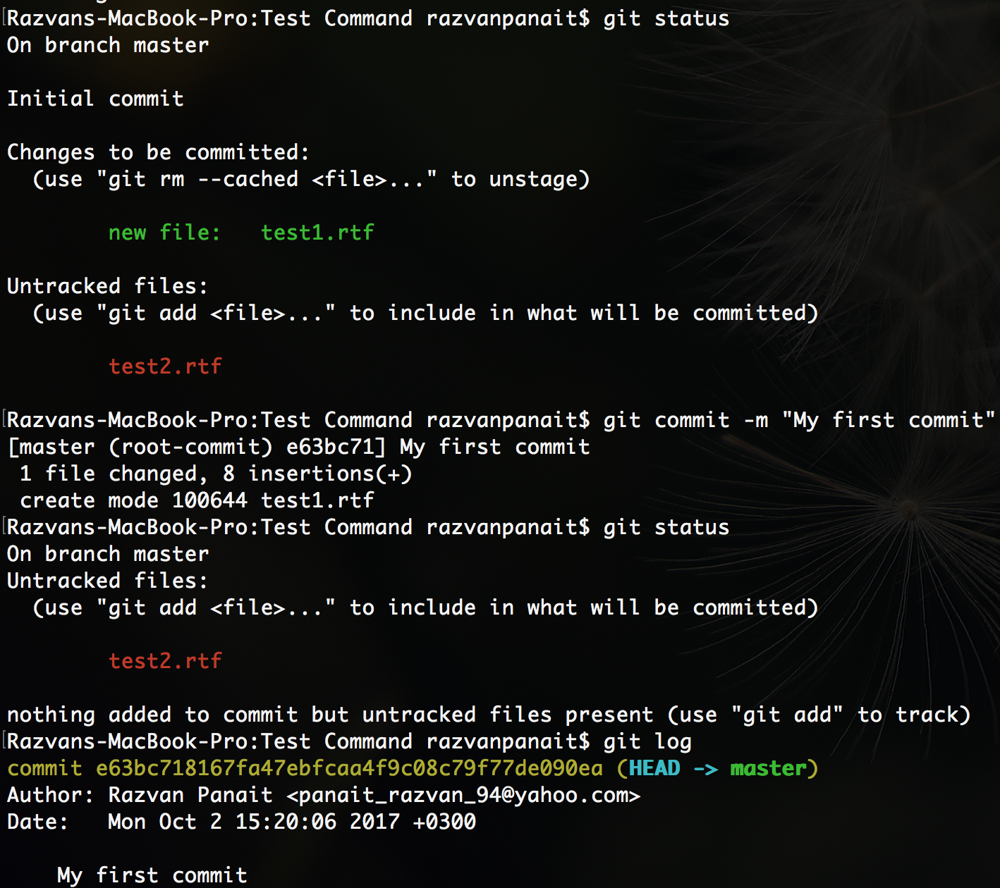 [Razvans-MacBook-Pro:Test Command razvanpanait$ git status
On branch master
Initial commit
Changes to be committed:
  (use "git rm --cached <file>..." to unstage)
        new file:   test1.rtf
Untracked files:
  (use "git add <file>..." to include in what will be committed)
        test2.rtf
[Razvans-MacBook-Pro:Test Command razvanpanait$ git commit -m "My first commit"
[master (root-commit) e63bc71] My first commit
 1 file changed, 8 insertions(+)
 create mode 100644 test1.rtf
[Razvans-MacBook-Pro:Test Command razvanpanait$ git status
On branch master
Untracked files:
  (use "git add <file>..." to include in what will be committed)
        test2.rtf
nothing added to commit but untracked files present (use "git add" to track)
[Razvans-MacBook-Pro:Test Command razvanpanait$ git log
commit e63bc718167fa47ebfcaa4f9c08c79f77de090ea (HEAD -> master)
Author: Razvan Panait <panait_razvan_94@yahoo.com>
Date:   Mon Oct 2 15:20:06 2017 +0300
    My first commit